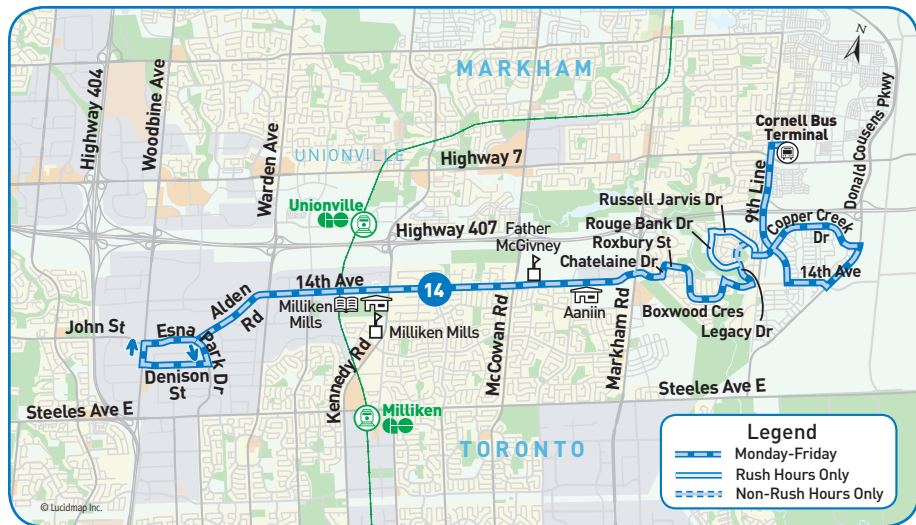 MARKHAM
N
Highway 404
Woodbine Ave
Warden Ave
UNIONVILLE
Highway 7
Cornell Bus
Terminal
Donald Cousens Pkwy
9th Line
Russell Jarvis Dr
Unionville
GO
Highway 407
Father
McGivney
Rouge Bank Dr
Roxbury St
Chatelaine Dr
Copper Creek
Dr
14th Ave
14
14th Ave
Alden
Rd
Milliken
Mills
Milliken Mills
Aaniin
Boxwood Cres
Legacy Dr
John St
Esna
Park Dr
Denison
St
Kennedy Rd
McCowan Rd
Markham Rd
Steeles Ave E
Steeles Ave E
Milliken
GO
TORONTO
Legend
Monday-Friday
Rush Hours Only
Non-Rush Hours Only
© Lucidmap Inc.